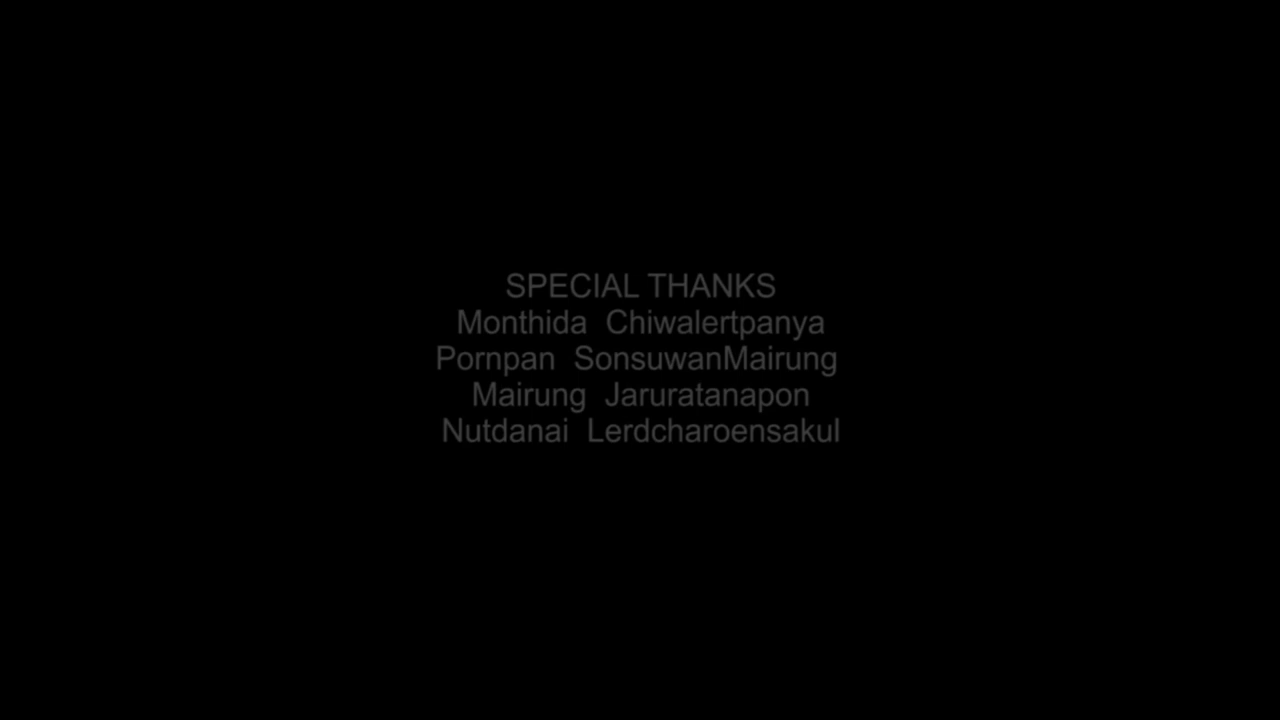 SPECIAL THANKS
Monthida  Chiwalertpanya
Pornpan  SonsuwanMairung
Mairung  Jaruratanapon
Nutdanai  Lerdcharoensakul